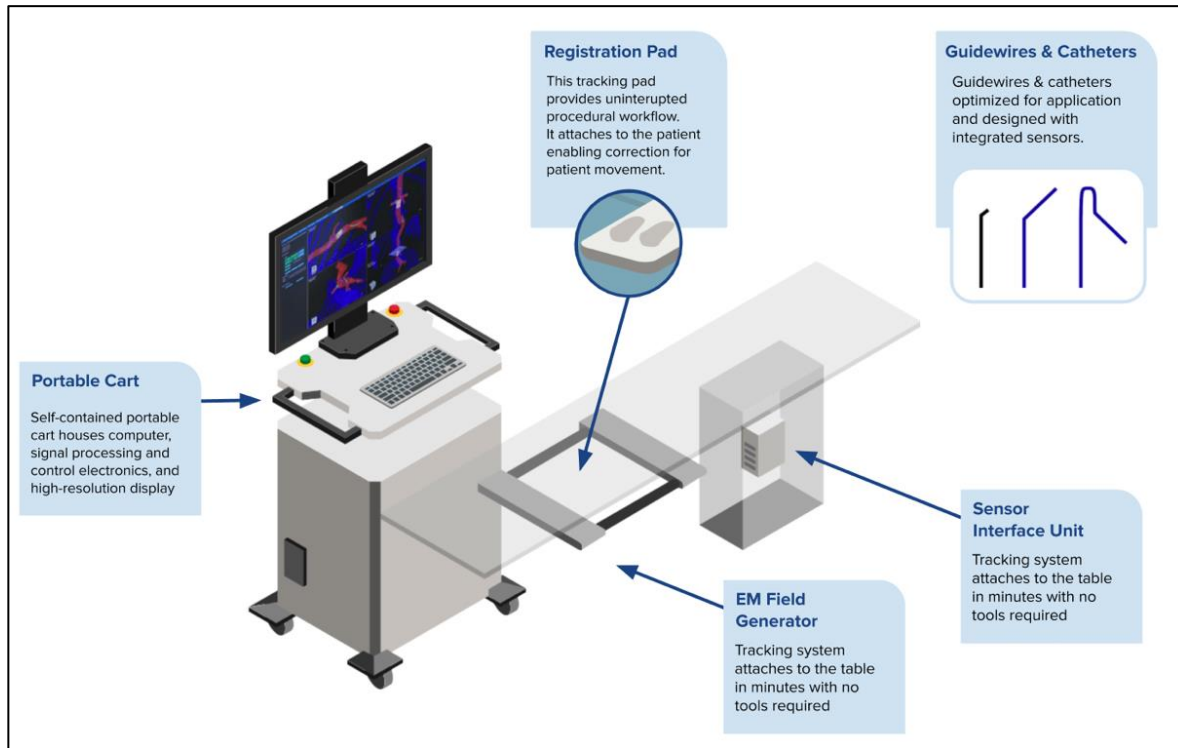 Registration Pad
This tracking pad
provides uninterupted
procedural workflow.
It attaches to the patient
enabling correction for
patient movement.
Guidewires & Catheters
Guidewires & catheters
optimized for application
and designed with
integrated sensors.
Portable Cart
Self-contained portable
cart houses computer,
signal processing and
control electronics, and
high-resolution display
Sensor
Interface Unit
Tracking system
attaches to the table
in minutes with no
tools required
EM Field
Generator
Tracking system
attaches to the table
in minutes with no
tools required